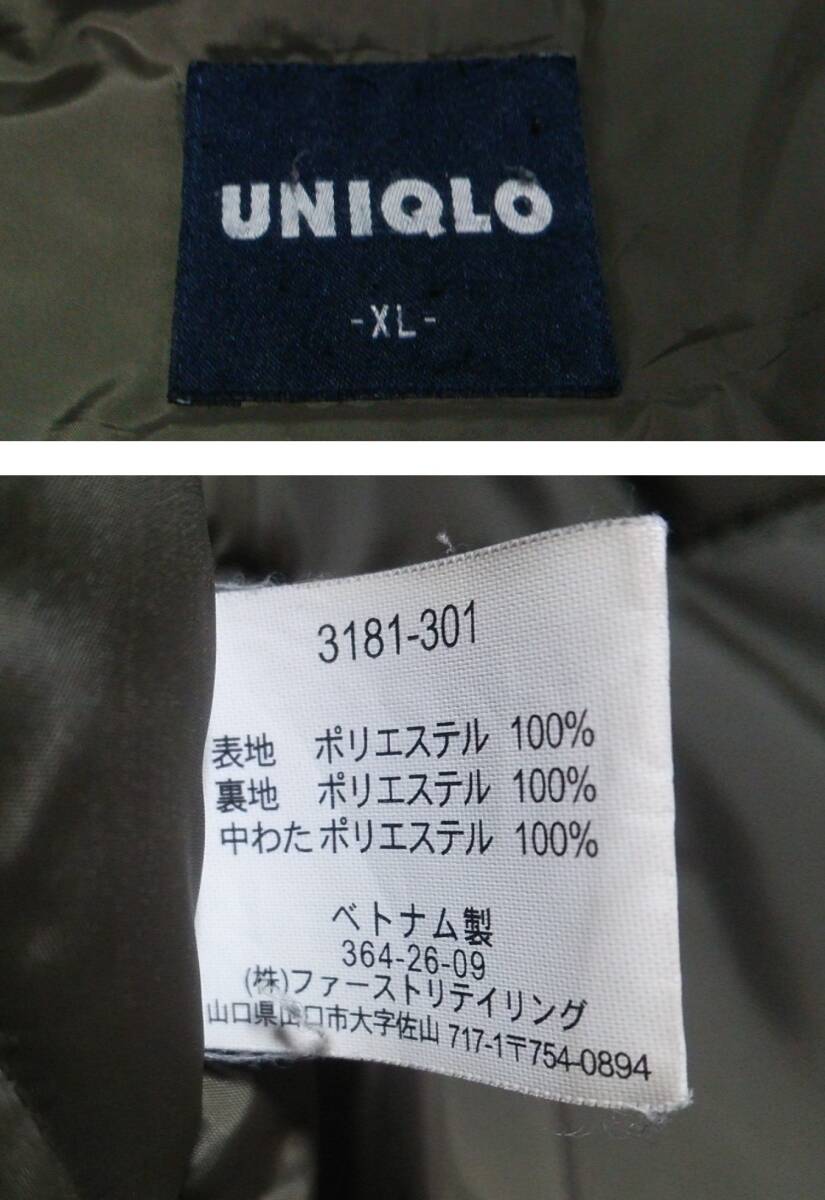 UNIQLO
-XL-
3181-301
表地 ポリエステル 100%
裏地 ポリエステル 100%
中わた ポリエステル 100%
ベトナム製
364-26-09
(株)ファーストリテイリング
山口県山口市大字佐山 717-1〒754-0894